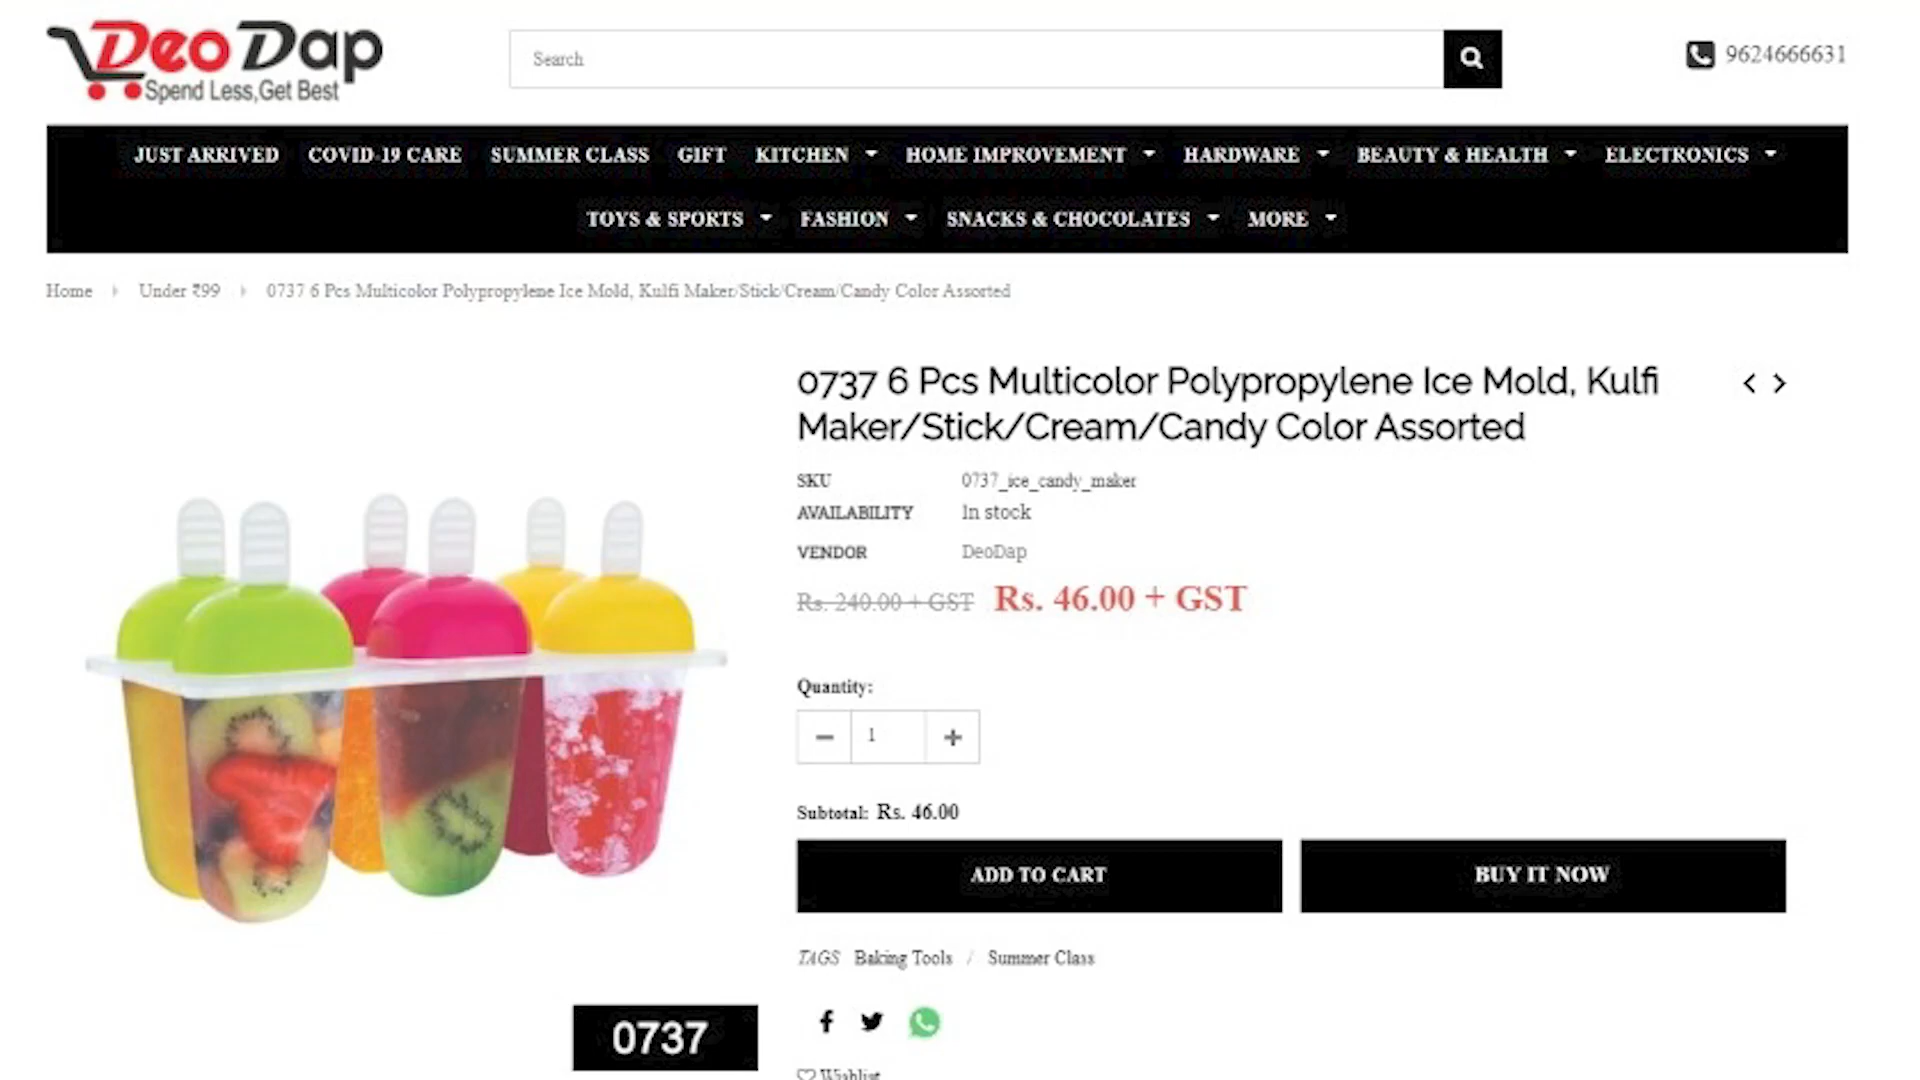 Deo Dap
Spend Less,Get Best
Search
9624666631
JUST ARRIVED COVID-19 CARE SUMMER CLASS GIFT KITCHEN HOME IMPROVEMENT HARDWARE BEAUTY & HEALTH ELECTRONICS
TOYS & SPORTS FASHION SNACKS & CHOCOLATES MORE
Home Under ₹99 0737 6 Pcs Multicolor Polypropylene Ice Mold, Kulfi Maker/Stick/Cream/Candy Color Assorted
0737 6 Pcs Multicolor Polypropylene Ice Mold, Kulfi
Maker/Stick/Cream/Candy Color Assorted
SKU 0737_ice_candy_maker
AVAILABILITY In stock
VENDOR DeoDap
Rs. 240.00 + GST Rs. 46.00 + GST
Quantity:
1
Subtotal: Rs. 46.00
ADD TO CART BUY IT NOW
TAGS Baking Tools / Summer Class
0737
Wishlist